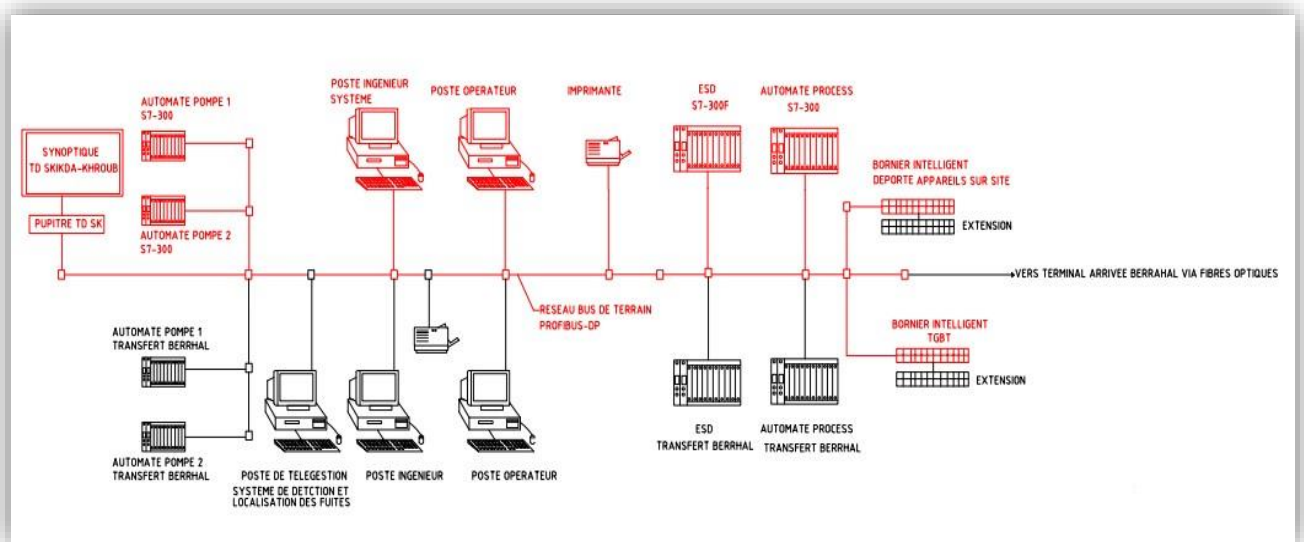 SYNOPTIQUE
TD SKIKDA-KHROUB
PUPITRE TD SK
AUTOMATE POMPE 1
S7-300
AUTOMATE POMPE 2
S7-300
POSTE INGENIEUR
SYSTEME
POSTE OPERATEUR
IMPRIMANTE
ESD
S7-300F
AUTOMATE PROCESS
S7-300
BORNIER INTELLIGENT
DEPORTE APPAREILS SUR SITE
EXTENSION
VERS TERMINAL ARRIVEE BERRAHAL VIA FIBRES OPTIQUES
RESEAU BUS DE TERRAIN
PROFIBUS-DP
BORNIER INTELLIGENT
TGBT
EXTENSION
AUTOMATE POMPE 1
TRANSFERT BERRHAL
AUTOMATE POMPE 2
TRANSFERT BERRHAL
POSTE DE TELEGESTION
SYSTEME DE DETCTION ET
LOCALISATION DES FUITES
POSTE INGENIEUR
POSTE OPERATEUR
ESD
TRANSFERT BERRHAL
AUTOMATE PROCESS
TRANSFERT BERRHAL